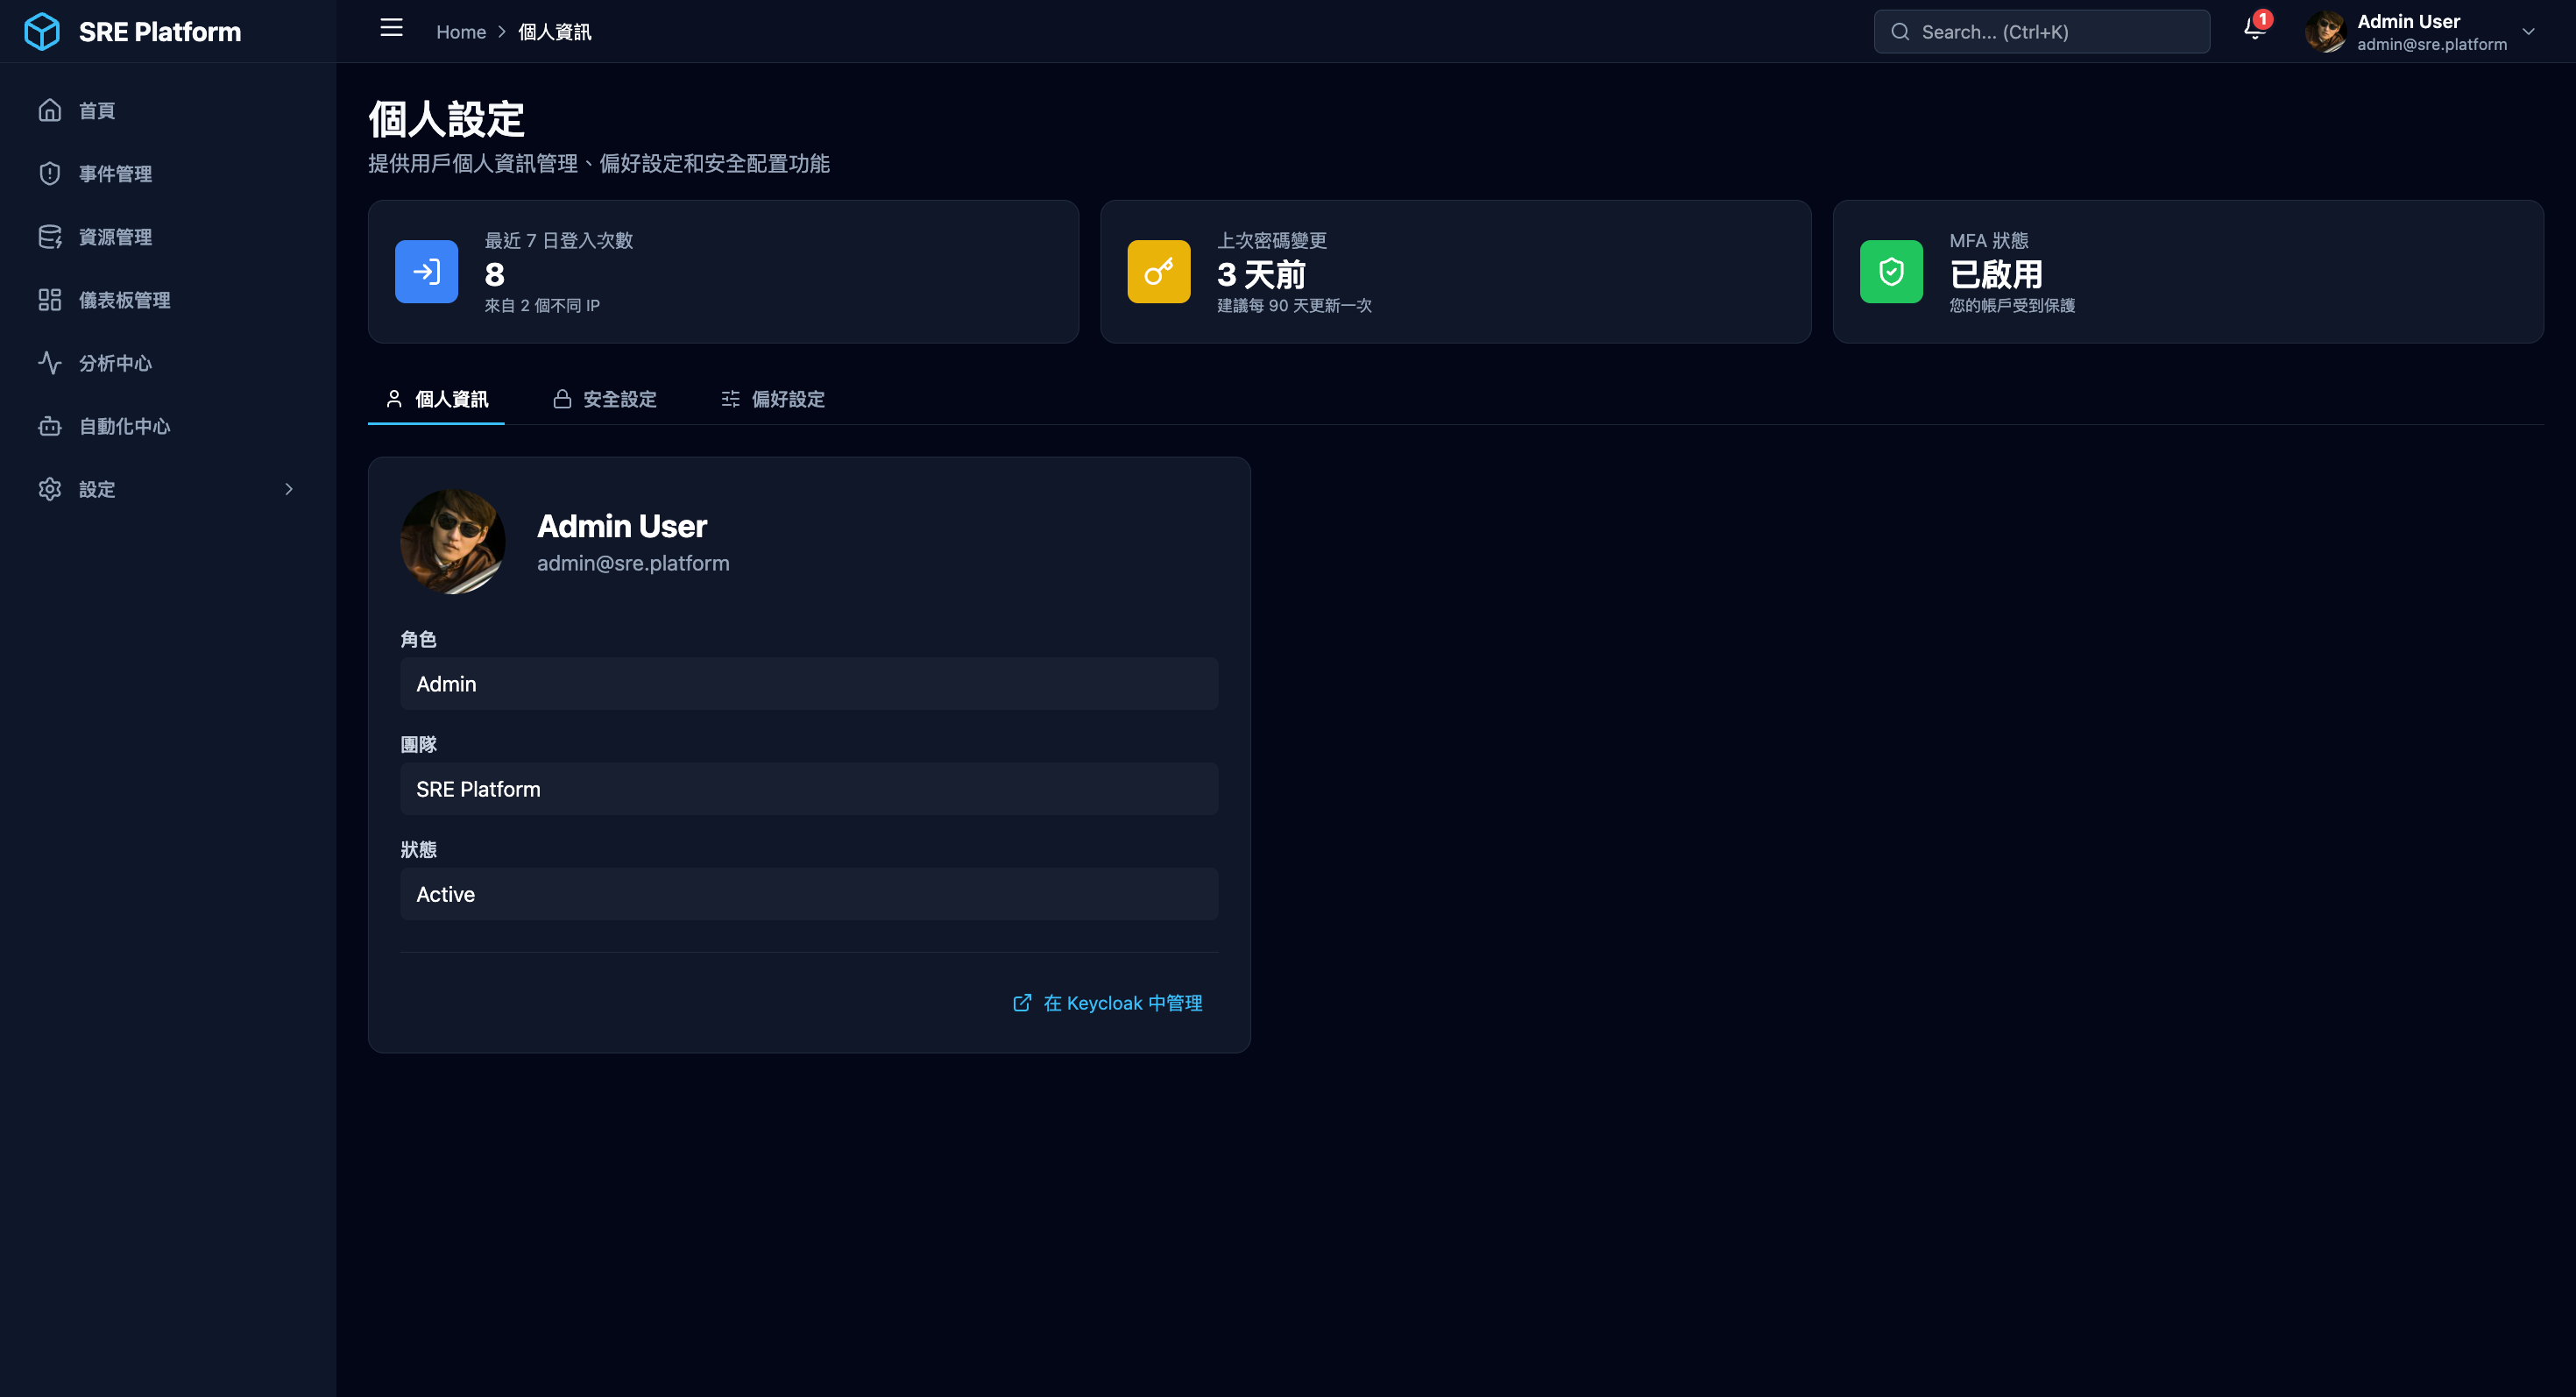 SRE Platform
Home > 個人資訊
Search... (Ctrl+K)
1
Admin User
admin@sre.platform
首頁
事件管理
資源管理
儀表板管理
分析中心
自動化中心
設定
個人設定
提供用戶個人資訊管理、偏好設定和安全配置功能
最近 7 日登入次數
8
來自 2 個不同 IP
上次密碼變更
3 天前
建議每 90 天更新一次
MFA 狀態
已啟用
您的帳戶受到保護
個人資訊
安全設定
偏好設定
Admin User
admin@sre.platform
角色
Admin
團隊
SRE Platform
狀態
Active
在 Keycloak 中管理